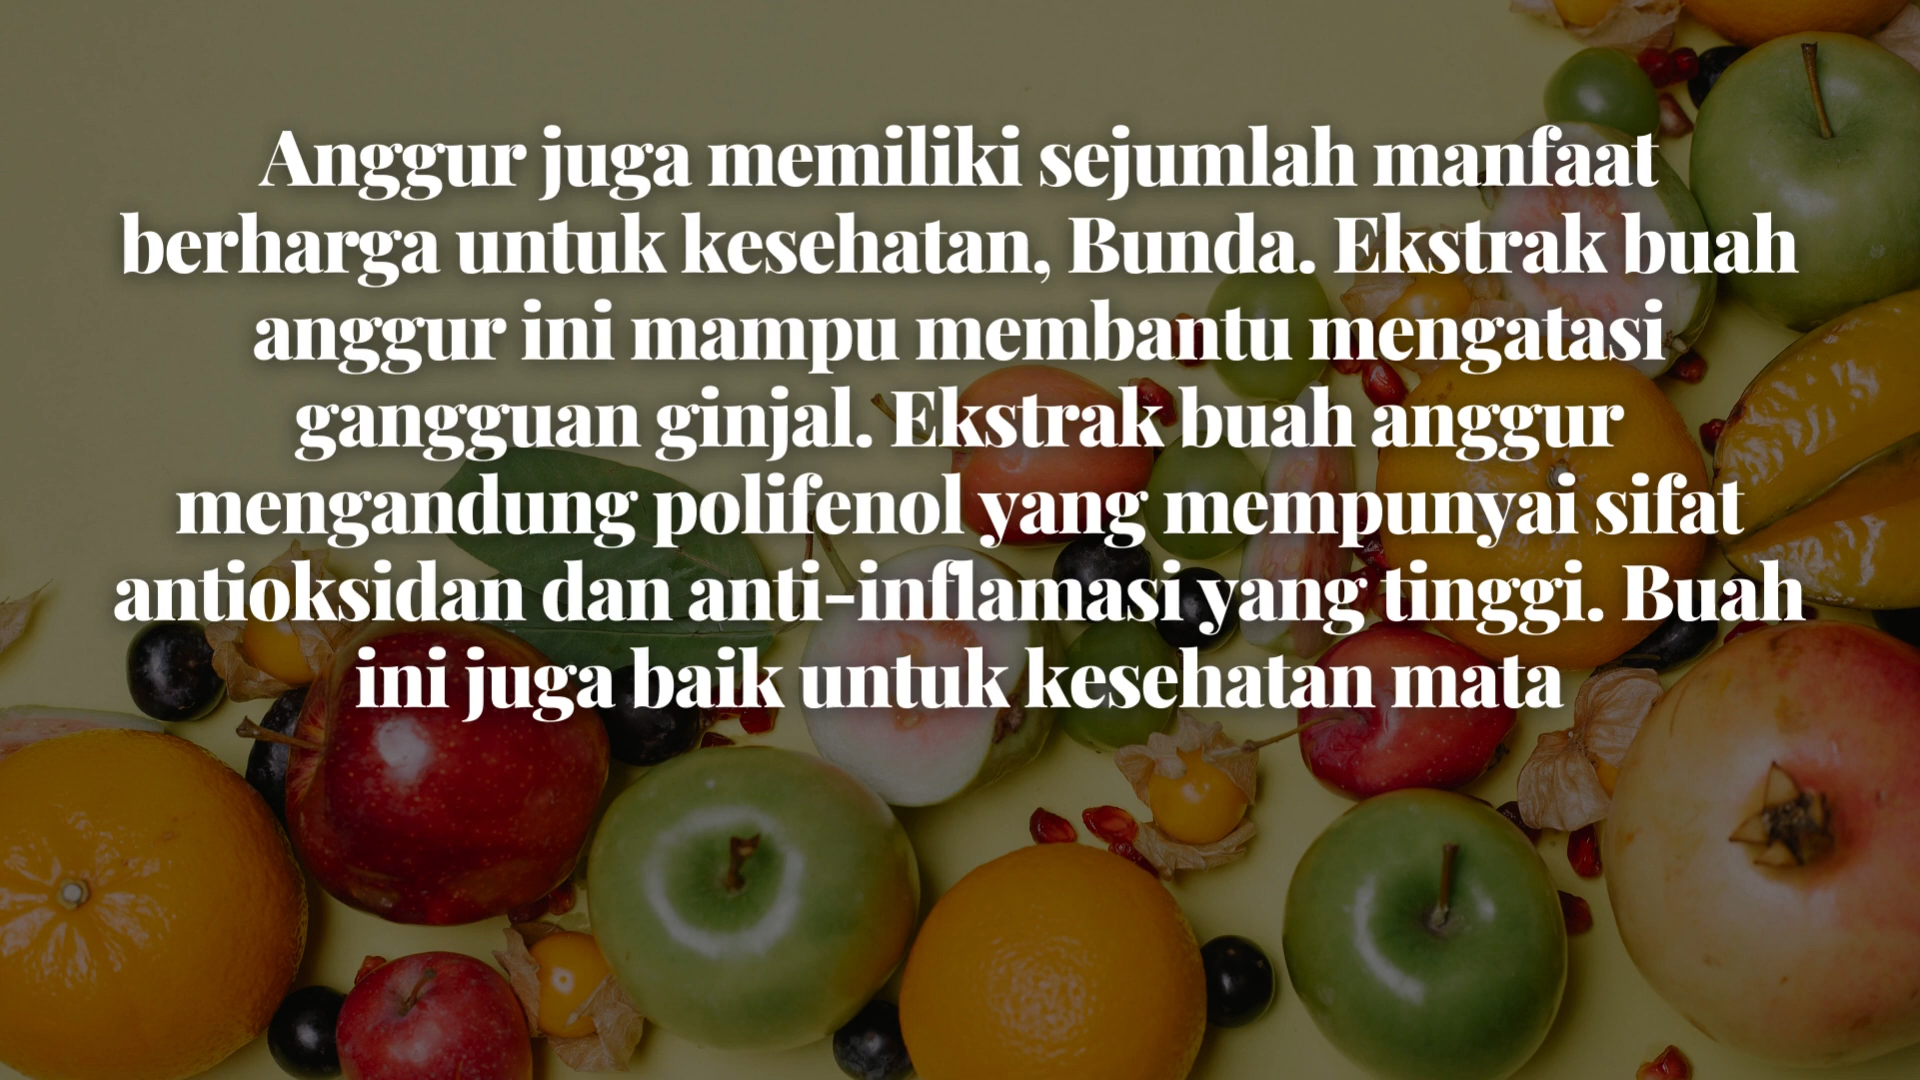 Anggur juga memiliki sejumlah manfaat
berharga untuk kesehatan, Bunda. Ekstrak buah
anggur ini mampu membantu mengatasi
gangguan ginjal. Ekstrak buah anggur
mengandung polifenol yang mempunyai sifat
antioksidan dan anti-inflamasi yang tinggi. Buah
ini juga baik untuk kesehatan mata